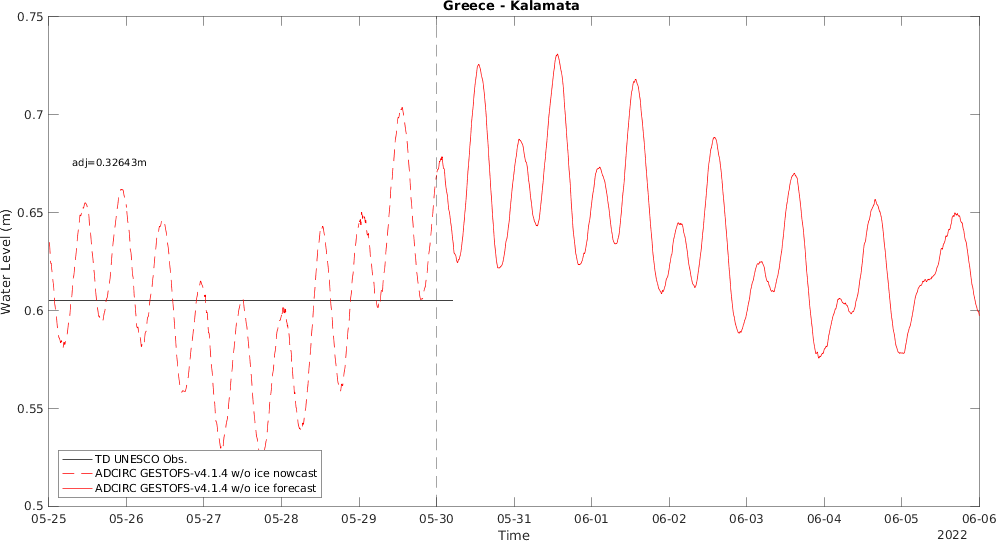 Greece - Kalamata
0.75
0.7
0.65
0.6
0.55
0.5
Water Level (m)
adj=0.32643m
TD UNESCO Obs.
ADCIRC GESTOFS-v4.1.4 w/o ice nowcast
ADCIRC GESTOFS-v4.1.4 w/o ice forecast
05-25 05-26 05-27 05-28 05-29 05-30 05-31 06-01 06-02 06-03 06-04 06-05 06-06
Time
2022